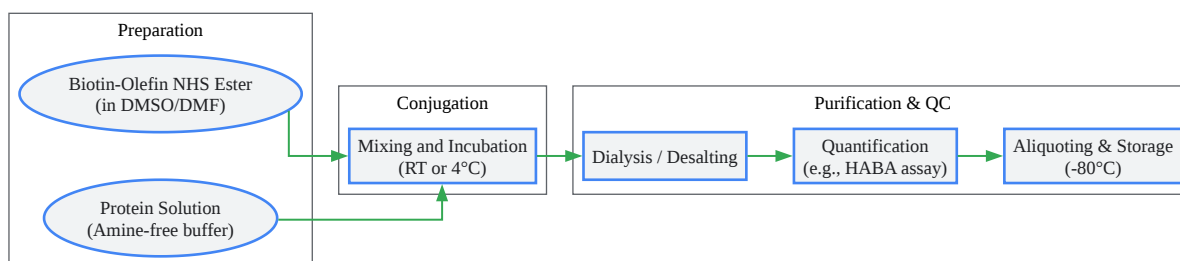 Preparation
Biotin-Olefin NHS Ester
(in DMSO/DMF)
Protein Solution
(Amine-free buffer)
Conjugation
Mixing and Incubation
(RT or 4°C)
Purification & QC
Dialysis / Desalting
Quantification
(e.g., HABA assay)
Aliquoting & Storage
(-80°C)